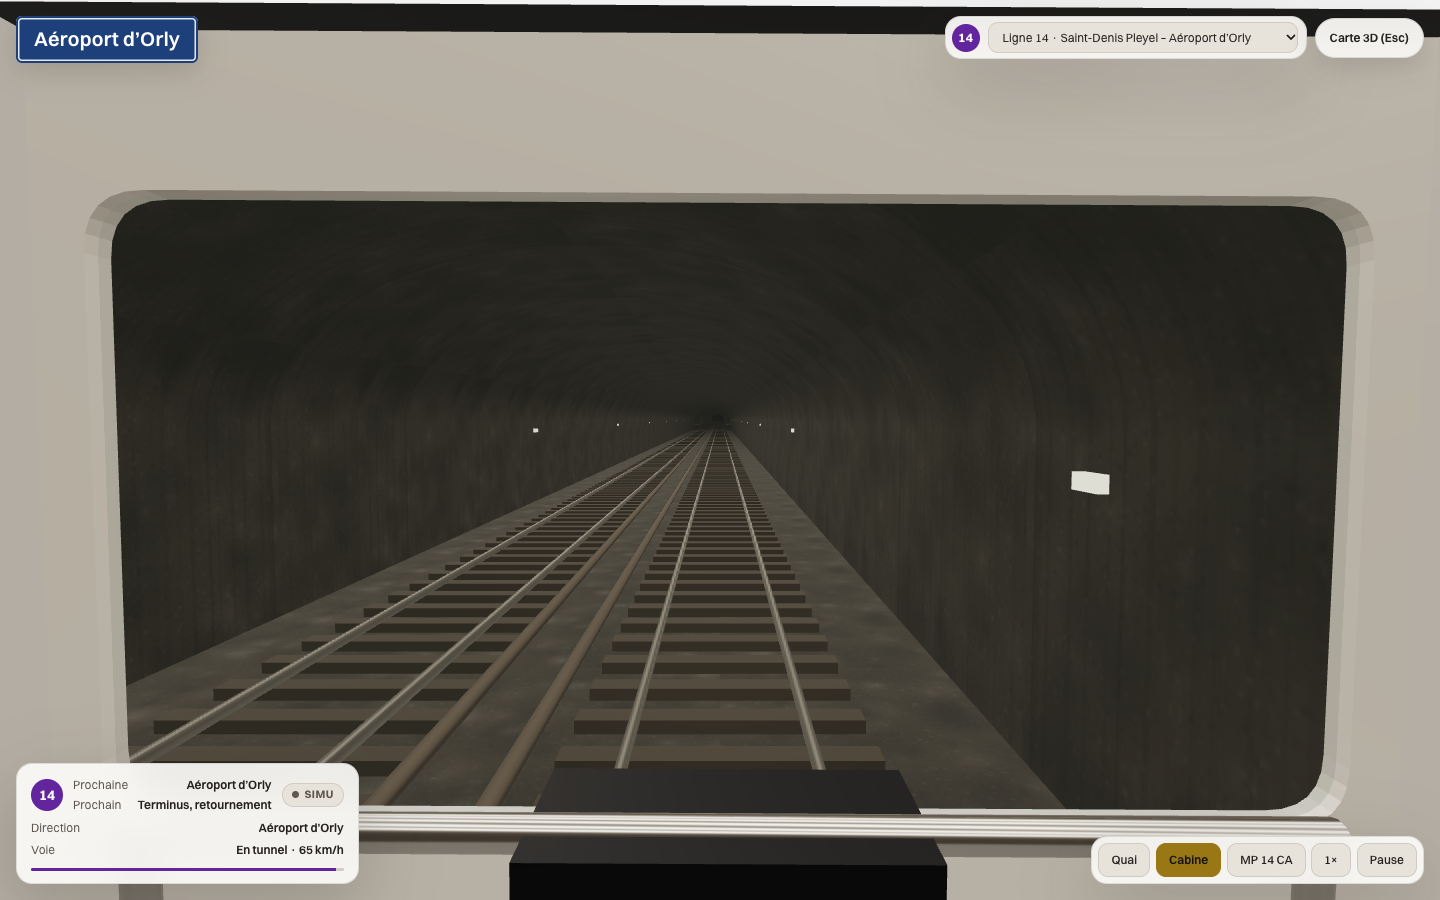 Aéroport d'Orly
14 Ligne 14 · Saint-Denis Pleyel – Aéroport d'Orly
Carte 3D (Esc)
14 Prochaine Aéroport d'Orly SIMU
Prochain Terminus, retournement
Direction Aéroport d'Orly
Voie En tunnel · 65 km/h
Quai Cabine MP 14 CA 1× Pause